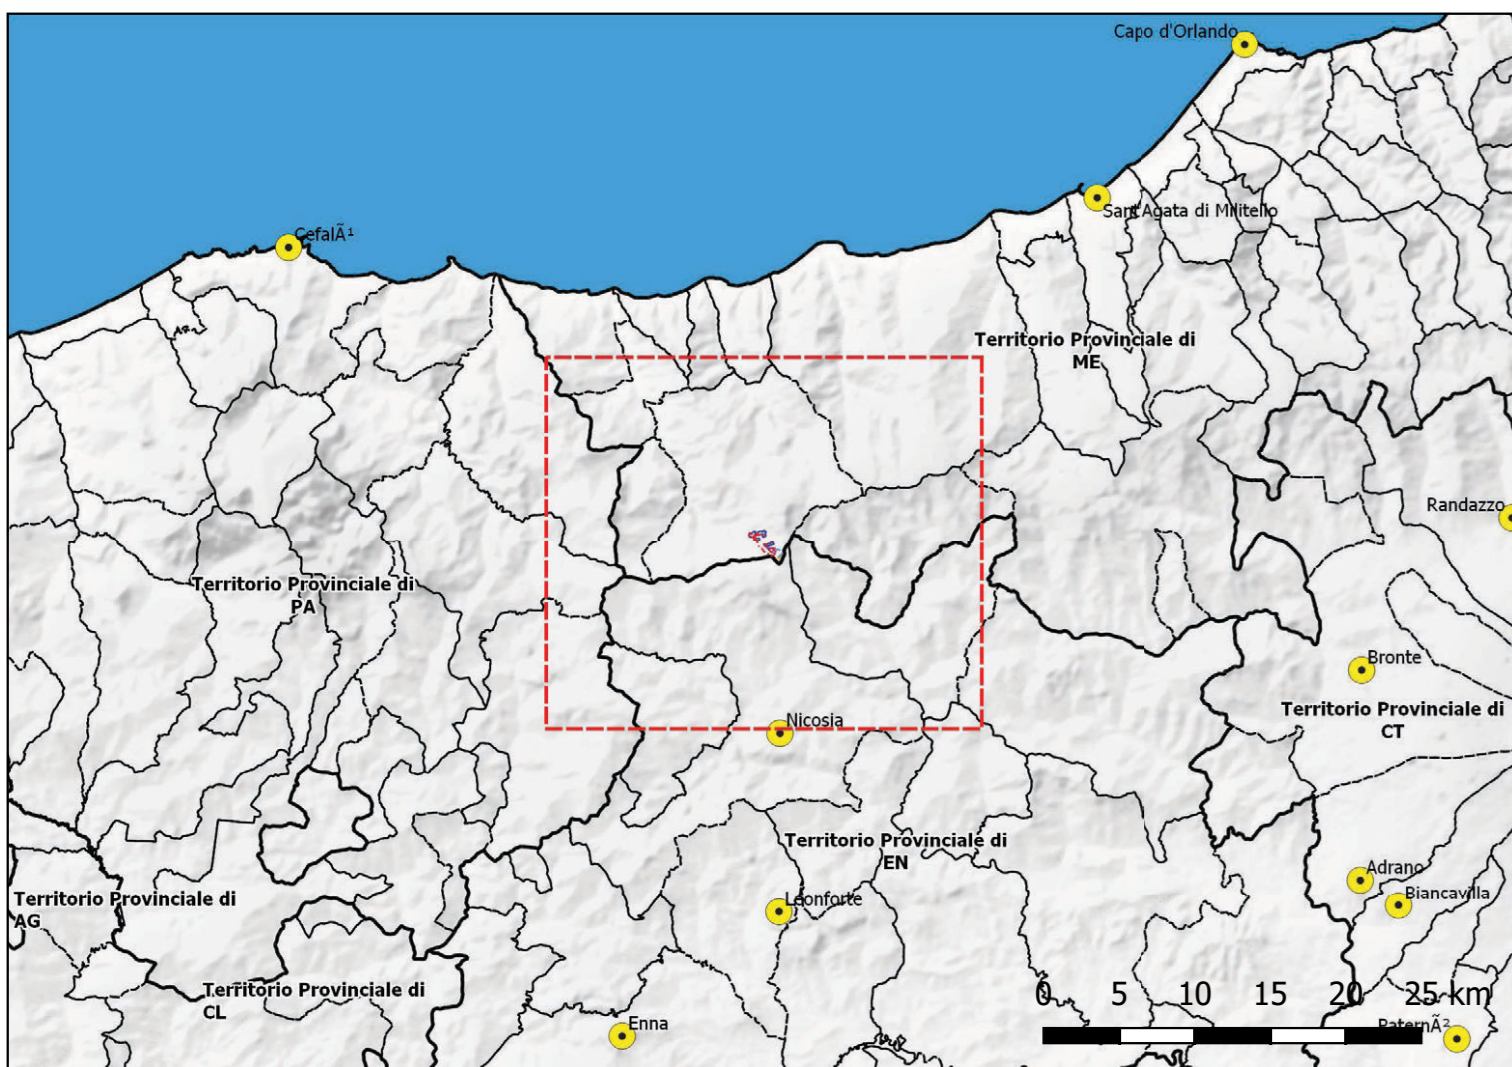 Capo d'Orlando
Sant'Agata di Militello
CefalÃ¹
Territorio Provinciale di
ME
Randazzo
Territorio Provinciale di
PA
Bronte
Territorio Provinciale di
CT
Nicosia
Territorio Provinciale di
EN
Adrano
Biancavilla
Leonforte
Territorio Provinciale di
AG
Territorio Provinciale di
CL
0 5 10 15 20 25 km
Enna
PaternÃ²